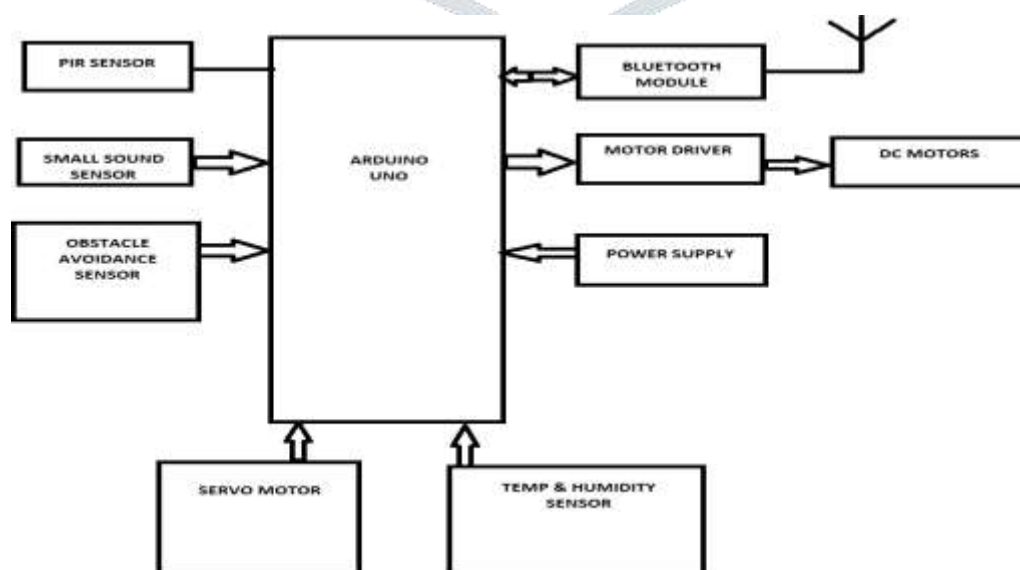 PIR SENSOR
SMALL SOUND
SENSOR
OBSTACLE
AVOIDANCE
SENSOR
ARDUINO
UNO
BLUETOOTH
MODULE
MOTOR DRIVER
DC MOTORS
POWER SUPPLY
SERVO MOTOR
TEMP & HUMIDITY
SENSOR